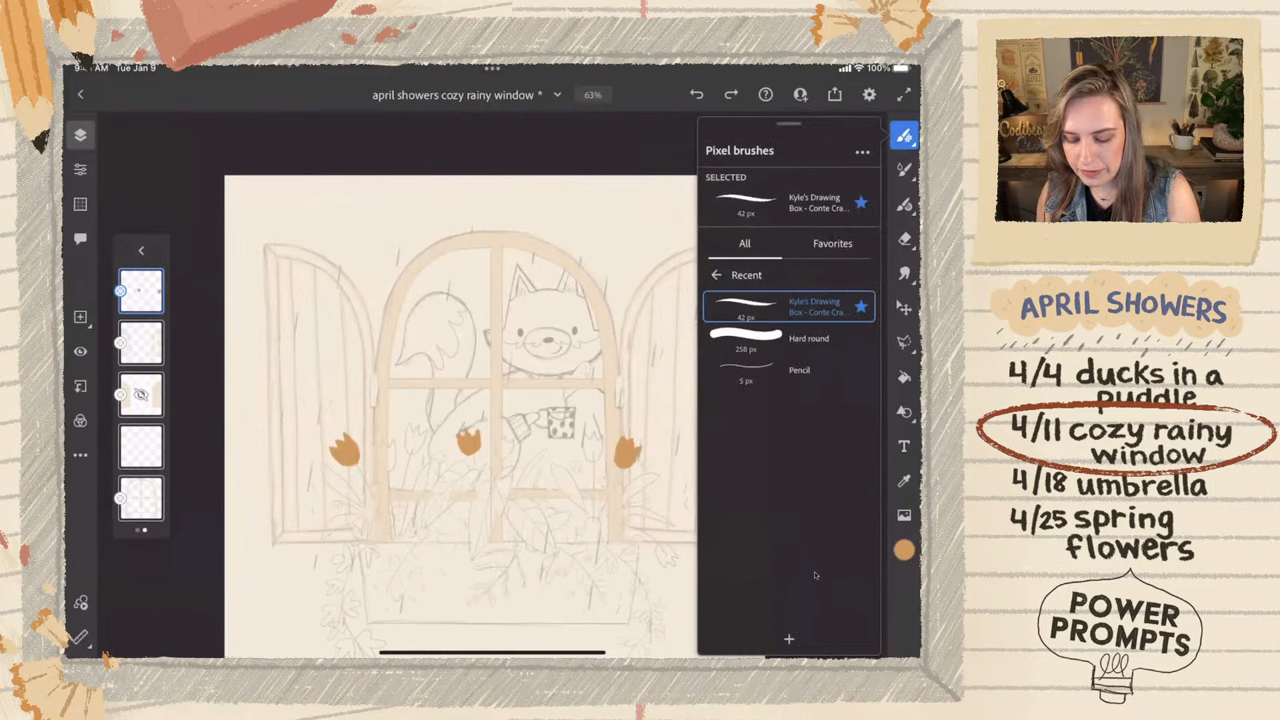 AM Tue Jan 9
100%
april showers cozy rainy window *
63%
Pixel brushes
SELECTED
Kyle's Drawing
Box - Conte Cra...
42 px
All
Favorites
Recent
Kyle's Drawing
Box - Conte Cra...
42 px
Hard round
258 px
Pencil
5 px
T
APRIL SHOWERS
4/4 ducks in a
puddle
4/11 cozy rainy
window
4/18 umbrella
4/25 spring
flowers
POWER
PROMPTS